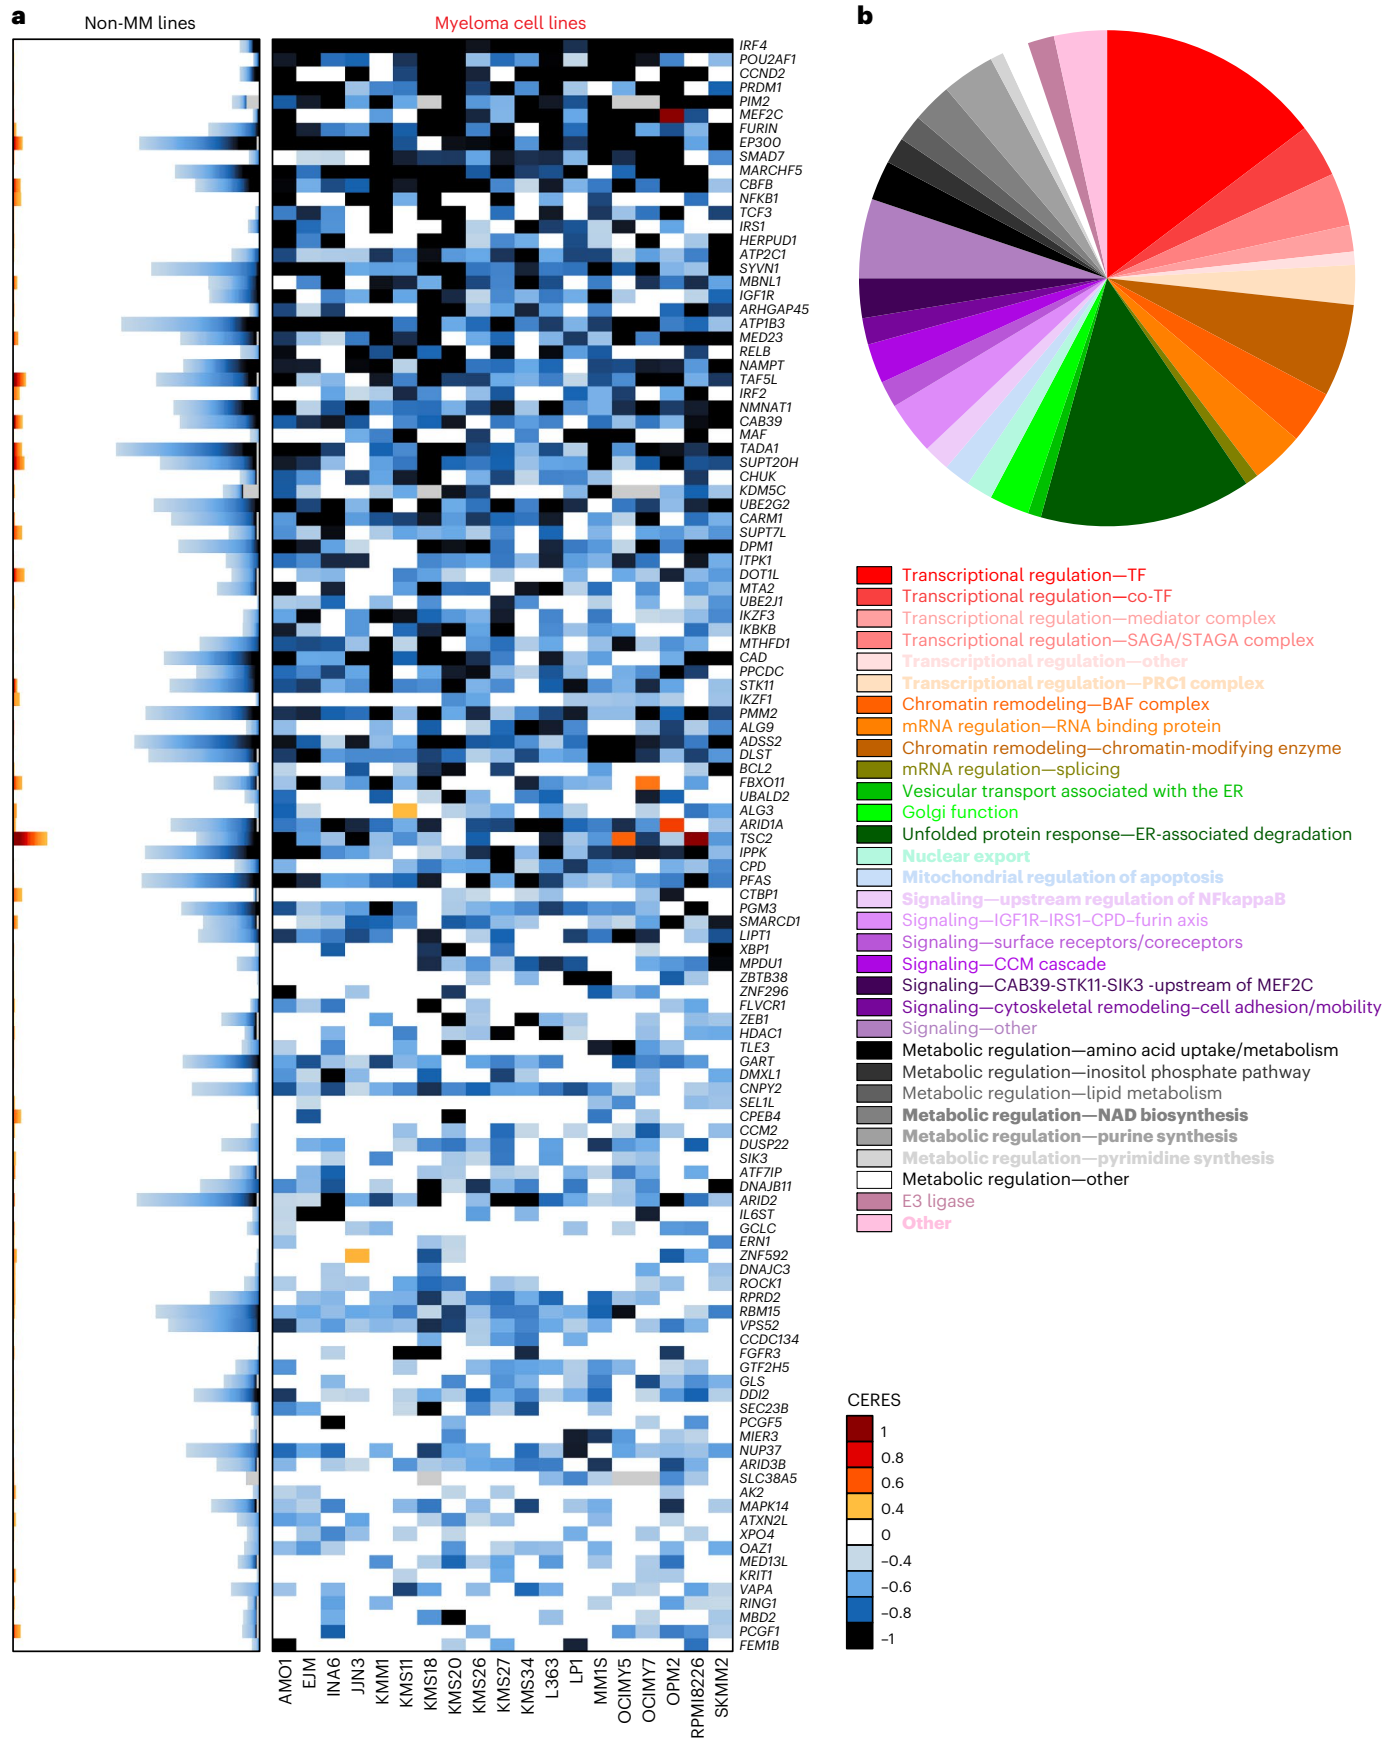 a
Non-MM lines
Myeloma cell lines
IRF4
POU2AF1
CCND2
PRDM1
PIM2
MEF2C
FURIN
EP300
SMAD7
MARCHF5
CBFB
NFKB1
TCF3
IRS1
HERPUD1
ATP2C1
SYVN1
MBNL1
IGF1R
ARHGAP45
ATP1B3
MED23
RELB
NAMPT
TAF5L
IRF2
NMNAT1
CAB39
MAF
TADA1
SUPT20H
CHUK
KDM5C
UBE2G2
CARM1
SUPT7L
DPM1
ITPK1
DOT1L
MTA2
UBE2J1
IKZF3
IKBKB
MTHFD1
CAD
PPCDC
STK11
IKZF1
PMM2
ALG9
ADSS2
DLST
BCL2
FBXO11
UBALD2
ALG3
ARID1A
TSC2
IPPK
CPD
PFAS
CTBP1
PGM3
SMARCD1
LIPT1
XBP1
MPDU1
ZBTB38
ZNF296
FLVCR1
ZEB1
HDAC1
TLE3
GART
DMXL1
CNPY2
SEL1L
CPEB4
CCM2
DUSP22
SIK3
ATF7IP
DNAJB11
ARID2
IL6ST
GCLC
ERN1
ZNF592
DNAJC3
ROCK1
RPRD2
RBM15
VPS52
CCDC134
FGFR3
GTF2H5
GLS
DDI2
SEC23B
PCGF5
MIER3
NUP37
ARID3B
SLC38A5
AK2
MAPK14
ATXN2L
XPO4
OAZ1
MED13L
KRIT1
VAPA
RING1
MBD2
PCGF1
FEM1B
AMO1
EJM
INA6
JJN3
KMM1
KMS11
KMS18
KMS20
KMS26
KMS27
KMS34
L363
LP1
MM1S
OCIMY5
OCIMY7
OPM2
RPMI8226
SKMM2
b
Transcriptional regulation—TF
Transcriptional regulation—co-TF
Transcriptional regulation—mediator complex
Transcriptional regulation—SAGA/STAGA complex
Transcriptional regulation—other
Transcriptional regulation—PRC1 complex
Chromatin remodeling—BAF complex
mRNA regulation—RNA binding protein
Chromatin remodeling—chromatin-modifying enzyme
mRNA regulation—splicing
Vesicular transport associated with the ER
Golgi function
Unfolded protein response—ER-associated degradation
Nuclear export
Mitochondrial regulation of apoptosis
Signaling—upstream regulation of NFkappaB
Signaling—IGF1R–IRS1–CPD–furin axis
Signaling—surface receptors/coreceptors
Signaling—CCM cascade
Signaling—CAB39-STK11-SIK3 -upstream of MEF2C
Signaling—cytoskeletal remodeling–cell adhesion/mobility
Signaling—other
Metabolic regulation—amino acid uptake/metabolism
Metabolic regulation—inositol phosphate pathway
Metabolic regulation—lipid metabolism
Metabolic regulation—NAD biosynthesis
Metabolic regulation—purine synthesis
Metabolic regulation—pyrimidine synthesis
Metabolic regulation—other
E3 ligase
Other
CERES
1
0.8
0.6
0.4
0
–0.4
–0.6
–0.8
–1